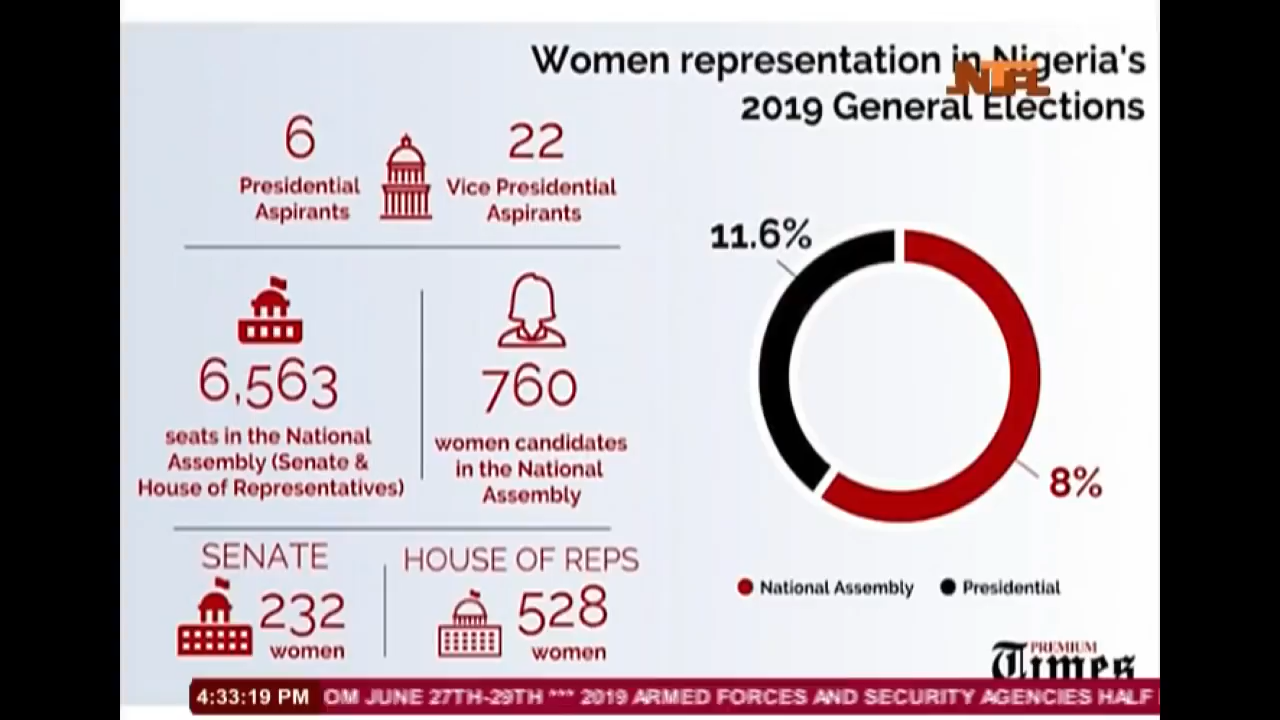 Women representation in Nigeria's
2019 General Elections
NTA
6
Presidential
Aspirants
22
Vice Presidential
Aspirants
6,563
seats in the National
Assembly (Senate &
House of Representatives)
760
women candidates
in the National
Assembly
SENATE
232
women
HOUSE OF REPS
528
women
11.6%
8%
National Assembly
Presidential
PREMIUM
Times
4:33:19 PM OM JUNE 27TH-29TH *** 2019 ARMED FORCES AND SECURITY AGENCIES HALF